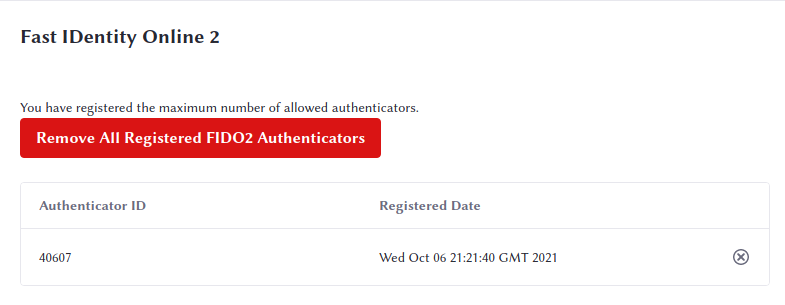 Fast IDentity Online 2
You have registered the maximum number of allowed authenticators.
Remove All Registered FIDO2 Authenticators
Authenticator ID Registered Date
40607 Wed Oct 06 21:21:40 GMT 2021